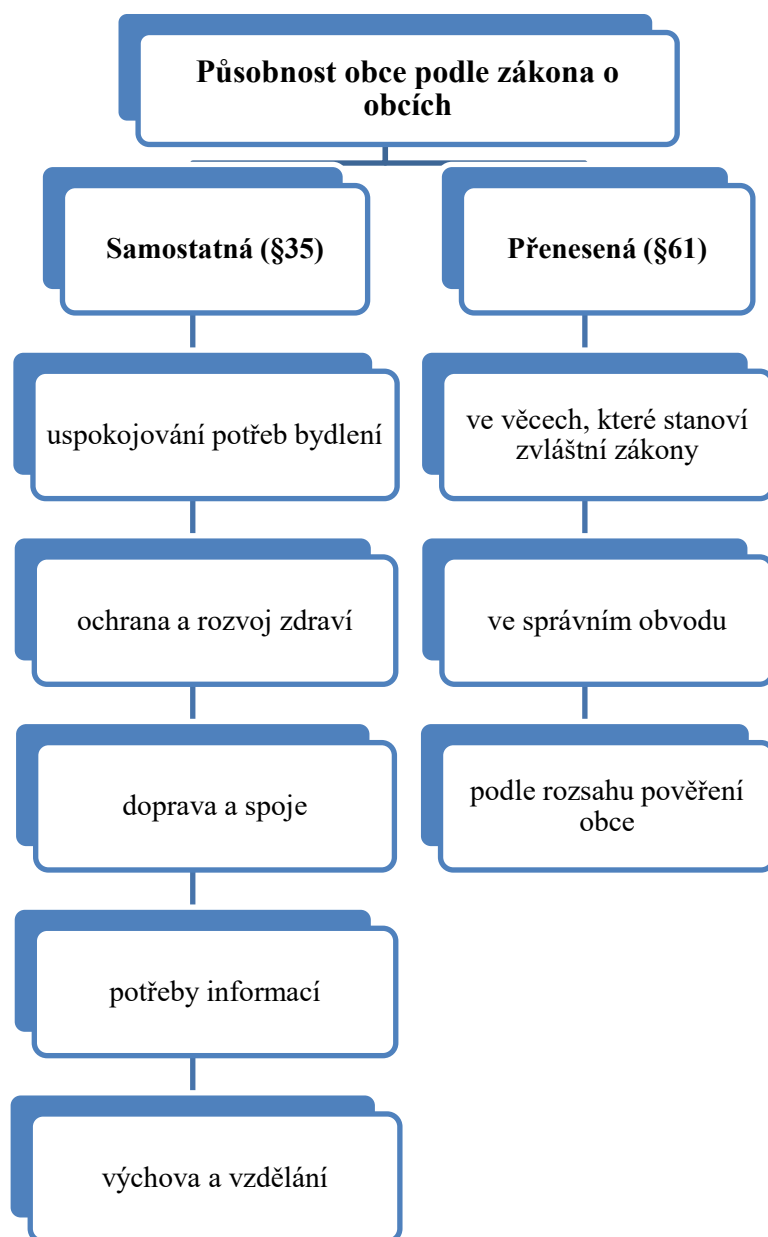 Působnost obce podle zákona o
obcích
Samostatná (§35)
uspokojování potřeb bydlení
ochrana a rozvoj zdraví
doprava a spoje
potřeby informací
výchova a vzdělání
Přenesená (§61)
ve věcech, které stanoví
zvláštní zákony
ve správním obvodu
podle rozsahu pověření
obce